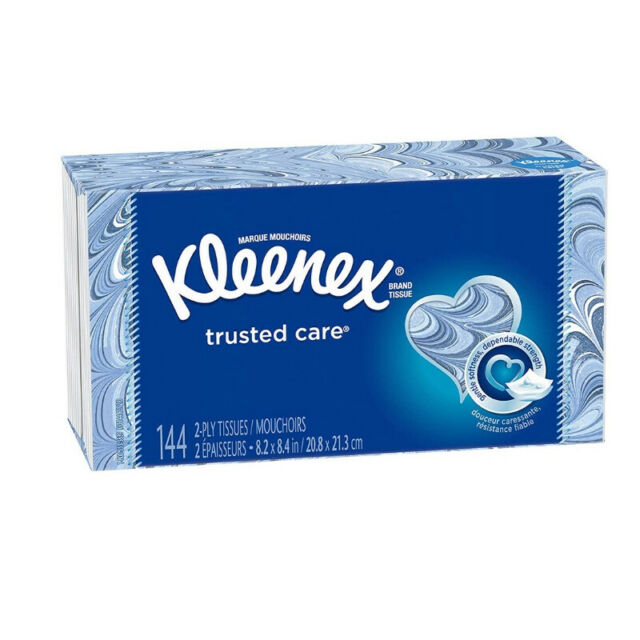 Kleenex
MARQUE MOUCHOIRS
Kleenex®
BRAND
TISSUE
trusted care®
gentle softness, dependable strength
douceur caressante,
résistance fiable
144 2-PLY TISSUES / MOUCHOIRS
2 ÉPAISSEURS • 8.2 x 8.4 in / 20.8 x 21.3 cm